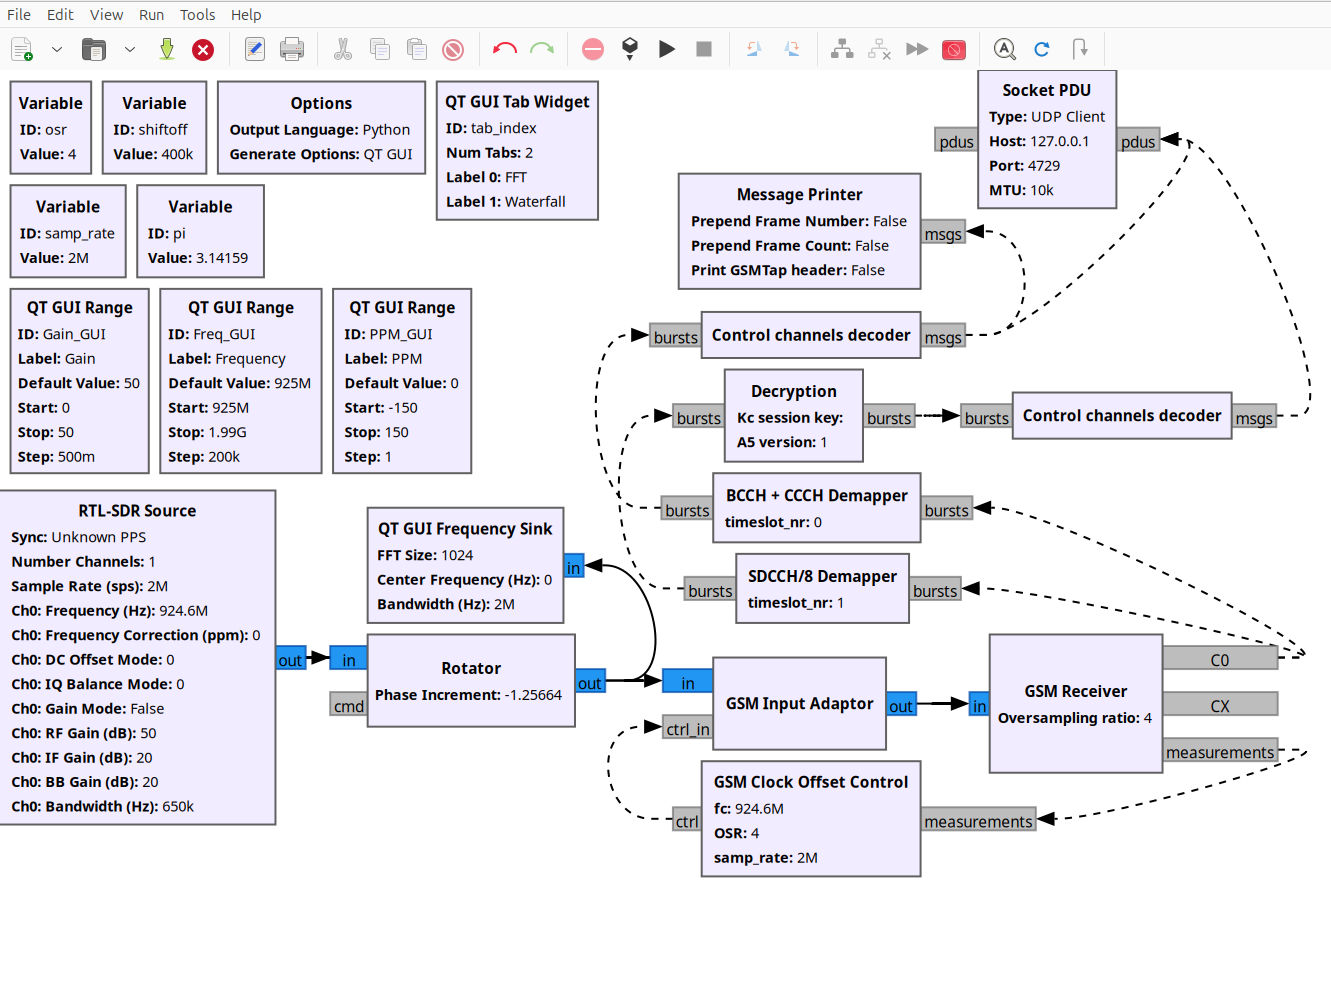 File Edit View Run Tools Help
Variable
ID: osr
Value: 4
Variable
ID: shiftoff
Value: 400k
Options
Output Language: Python
Generate Options: QT GUI
QT GUI Tab Widget
ID: tab_index
Num Tabs: 2
Label 0: FFT
Label 1: Waterfall
Socket PDU
Type: UDP Client
Host: 127.0.0.1
Port: 4729
MTU: 10k
pdus
pdus
Variable
ID: samp_rate
Value: 2M
Variable
ID: pi
Value: 3.14159
Message Printer
Prepend Frame Number: False
Prepend Frame Count: False
Print GSMTap header: False
msgs
QT GUI Range
ID: Gain_GUI
Label: Gain
Default Value: 50
Start: 0
Stop: 50
Step: 500m
QT GUI Range
ID: Freq_GUI
Label: Frequency
Default Value: 925M
Start: 925M
Stop: 1.99G
Step: 200k
QT GUI Range
ID: PPM_GUI
Label: PPM
Default Value: 0
Start: -150
Stop: 150
Step: 1
bursts
Control channels decoder
msgs
bursts
Decryption
Kc session key:
A5 version: 1
bursts
bursts
Control channels decoder
msgs
bursts
BCCH + CCCH Demapper
timeslot_nr: 0
bursts
bursts
SDCCH/8 Demapper
timeslot_nr: 1
bursts
RTL-SDR Source
Sync: Unknown PPS
Number Channels: 1
Sample Rate (sps): 2M
Ch0: Frequency (Hz): 924.6M
Ch0: Frequency Correction (ppm): 0
Ch0: DC Offset Mode: 0
Ch0: IQ Balance Mode: 0
Ch0: Gain Mode: False
Ch0: RF Gain (dB): 50
Ch0: IF Gain (dB): 20
Ch0: BB Gain (dB): 20
Ch0: Bandwidth (Hz): 650k
out
QT GUI Frequency Sink
FFT Size: 1024
Center Frequency (Hz): 0
Bandwidth (Hz): 2M
in
in
cmd
Rotator
Phase Increment: -1.25664
out
in
ctrl_in
GSM Input Adaptor
out
in
GSM Receiver
Oversampling ratio: 4
C0
CX
measurements
ctrl
GSM Clock Offset Control
fc: 924.6M
OSR: 4
samp_rate: 2M
measurements